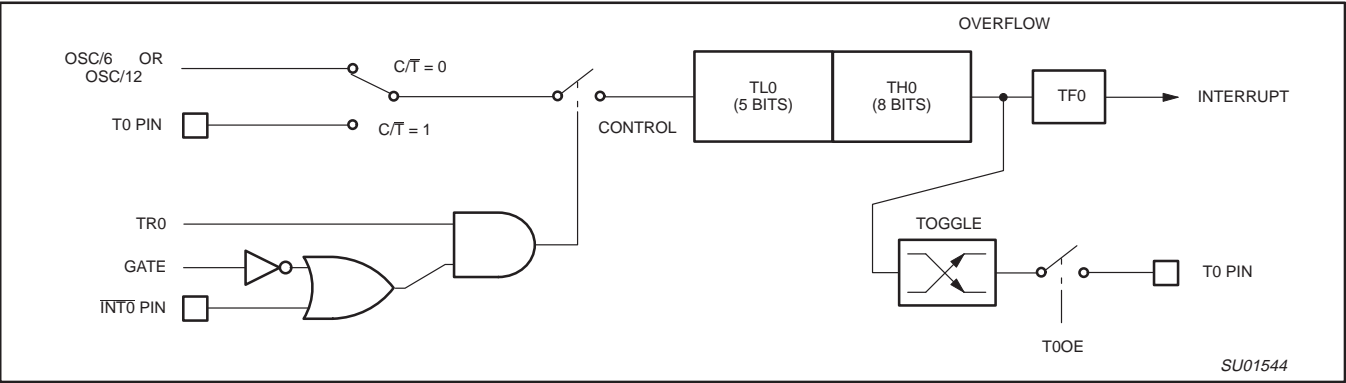 OVERFLOW
OSC/6 OR
OSC/12
C/T̅ = 0
TL0
(5 BITS)
TH0
(8 BITS)
TF0
INTERRUPT
T0 PIN
C/T̅ = 1
CONTROL
TR0
TOGGLE
GATE
T0 PIN
I̅N̅T̅0̅ PIN
T0OE
SU01544